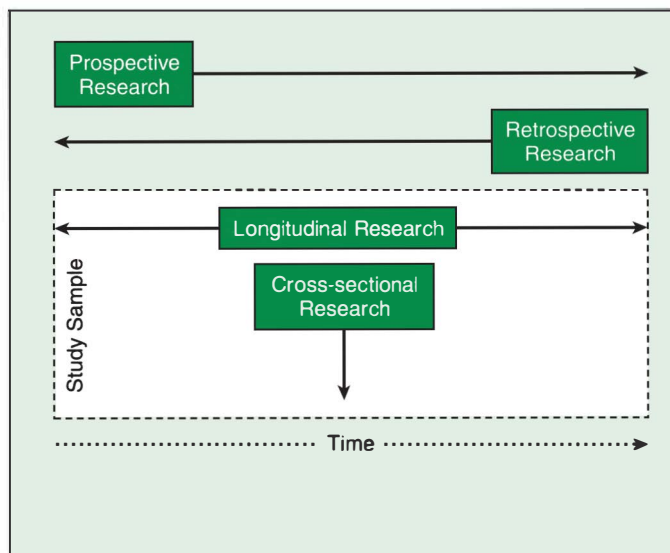 Prospective
Research
Retrospective
Research
Longitudinal Research
Cross-sectional
Research
Study Sample
Time